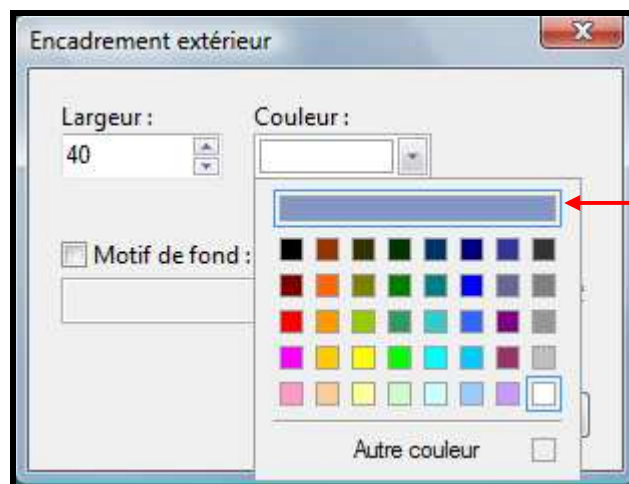 Encadrement extérieur
Largeur : Couleur :
40
Motif de fond :
Autre couleur